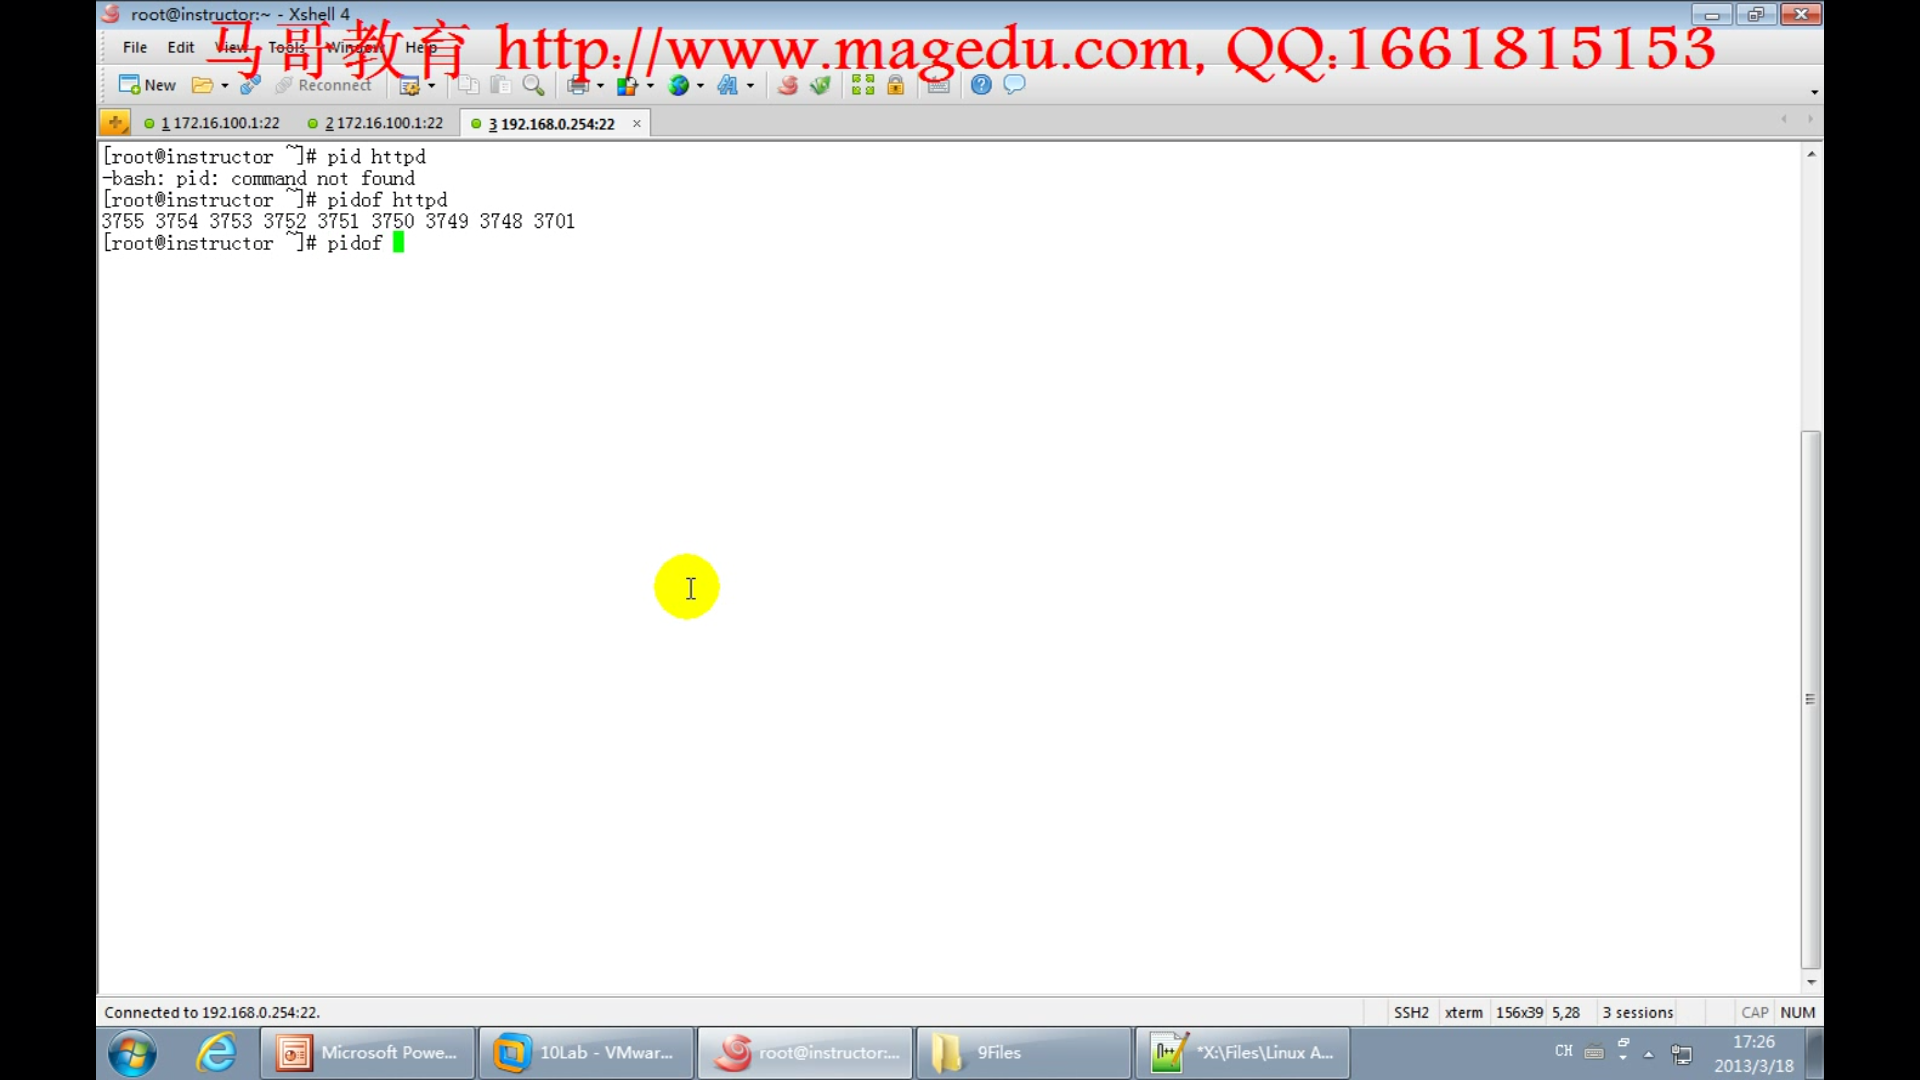 root@instructor:~ - Xshell 4
File Edit View Tools Window Help
马哥教育 http://www.magedu.com, QQ:1661815153
New Reconnect
1 172.16.100.1:22 2 172.16.100.1:22 3 192.168.0.254:22
[root@instructor ~]# pid httpd
-bash: pid: command not found
[root@instructor ~]# pidof httpd
3755 3754 3753 3752 3751 3750 3749 3748 3701
[root@instructor ~]# pidof
Connected to 192.168.0.254:22. SSH2 xterm 156x39 5,28 3 sessions CAP NUM
Microsoft Powe... 10Lab - VMwar... root@instructor:... 9Files *X:\Files\Linux A... CH 17:26
2013/3/18